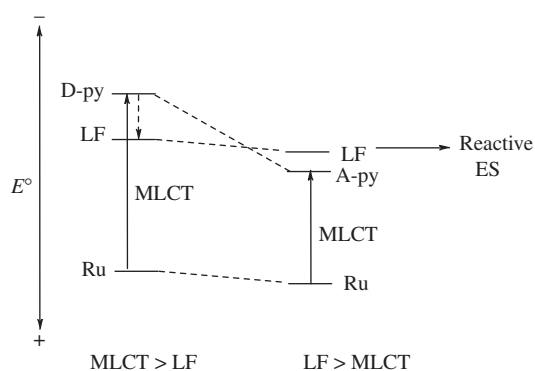 −
D-py
LF
LF
Reactive
ES
A-py
E°
MLCT
MLCT
Ru
Ru
+
MLCT > LF
LF > MLCT